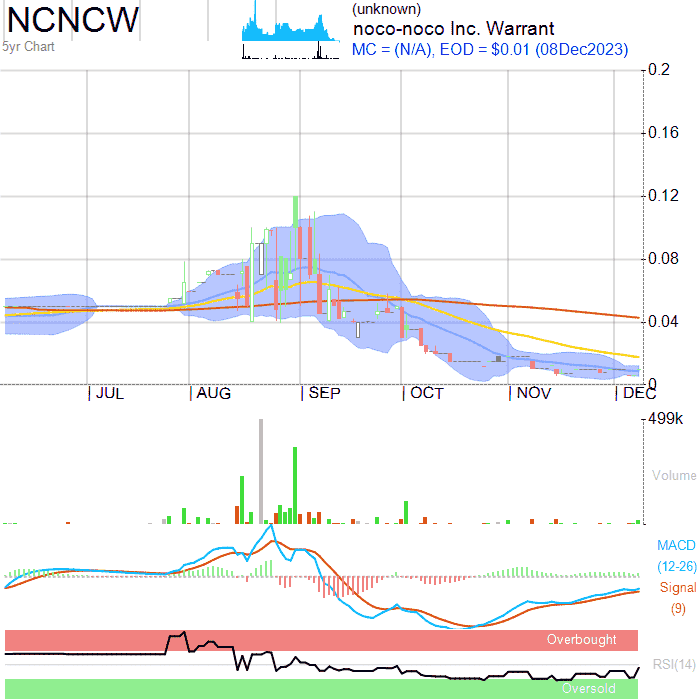 NCNCW
5yr Chart
(unknown)
noco-noco Inc. Warrant
MC = (N/A), EOD = $0.01 (08Dec2023)
0.2
0.16
0.12
0.08
0.04
0
JUL AUG SEP OCT NOV DEC
499k
Volume
MACD
(12-26)
Signal
(9)
Overbought
RSI(14)
Oversold